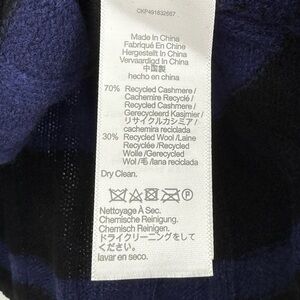 CKP491832667
Made In China
Fabriqué En Chine
Hergestellt In China
Vervaardigd In China
中国製
hecho en china
70% Recycled Cashmere /
Cachemire Recyclé /
Recyceltes Kaschmir /
Gerecycleerd Kasjmier /
リサイクルカシミア /
cachemira reciclada
30% Recycled Wool /Laine
Recyclée /Recycled
Wolle /Gerecycled
Wol /毛 /lana reciclada
Dry Clean.
P
Nettoyage À Sec.
Chemische Reinigung.
Chemisch Reinigen.
ドライクリーニングをして
ください。
lavar en seco.